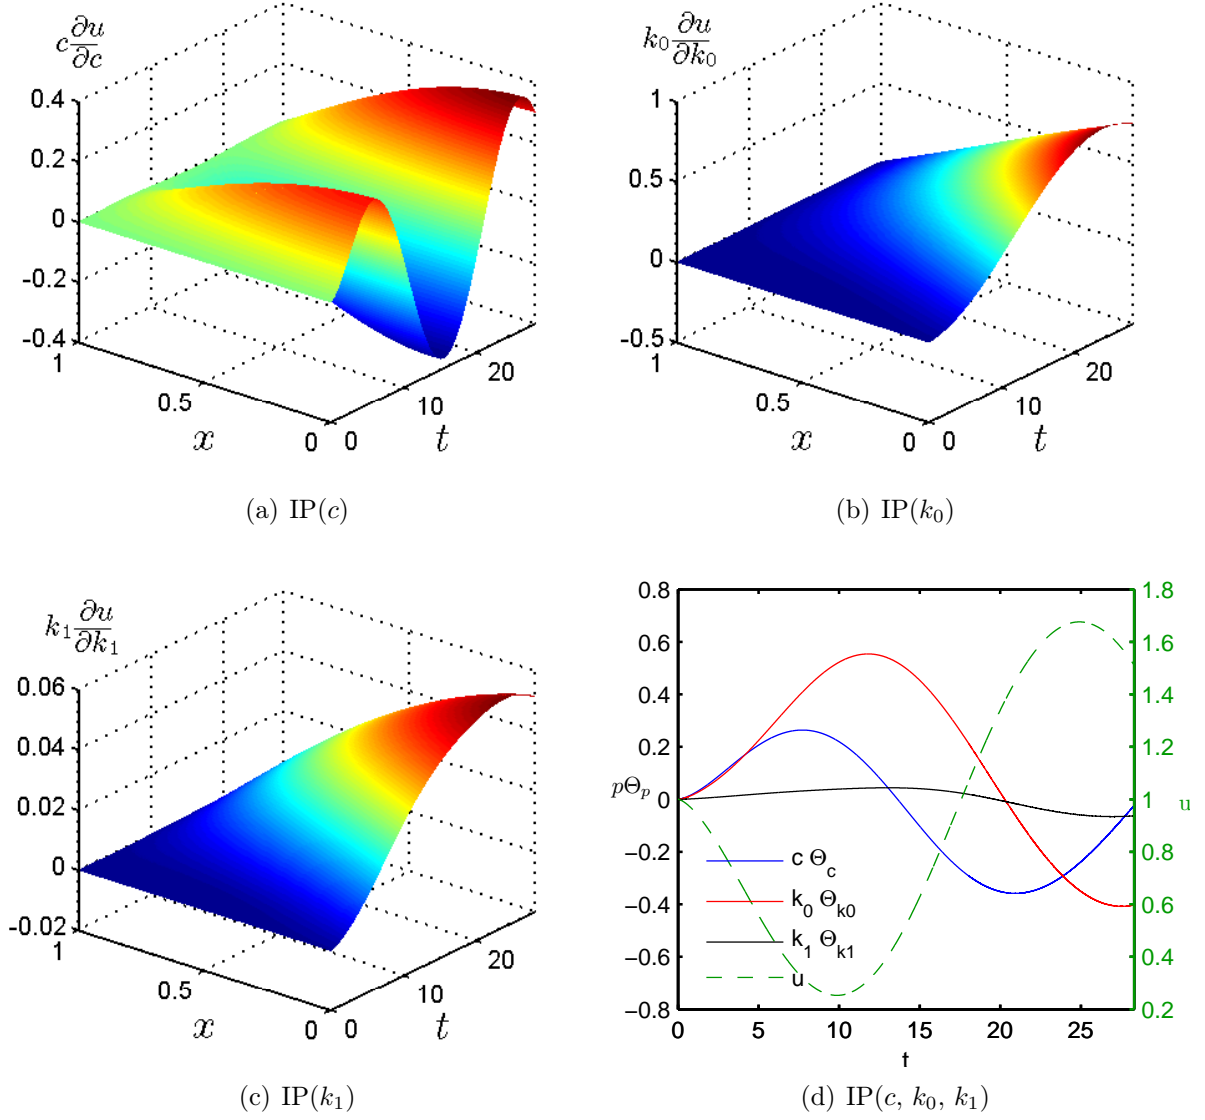 c ∂u/∂c
0.4
0.2
0
-0.2
-0.4
1
0.5
0
x
0
10
20
t
(a) IP(c)
k₀ ∂u/∂k₀
1
0.5
0
-0.5
1
0.5
0
x
0
10
20
t
(b) IP(k₀)
k₁ ∂u/∂k₁
0.06
0.04
0.02
0
-0.02
1
0.5
0
x
0
10
20
t
(c) IP(k₁)
0.8
0.6
0.4
0.2
0
−0.2
−0.4
−0.6
−0.8
pΘₚ
c Θ_c
k₀ Θ_k0
k₁ Θ_k1
u
0 5 10 15 20 25
t
1.8
1.6
1.4
1.2
1
0.8
0.6
0.4
0.2
u
(d) IP(c, k₀, k₁)